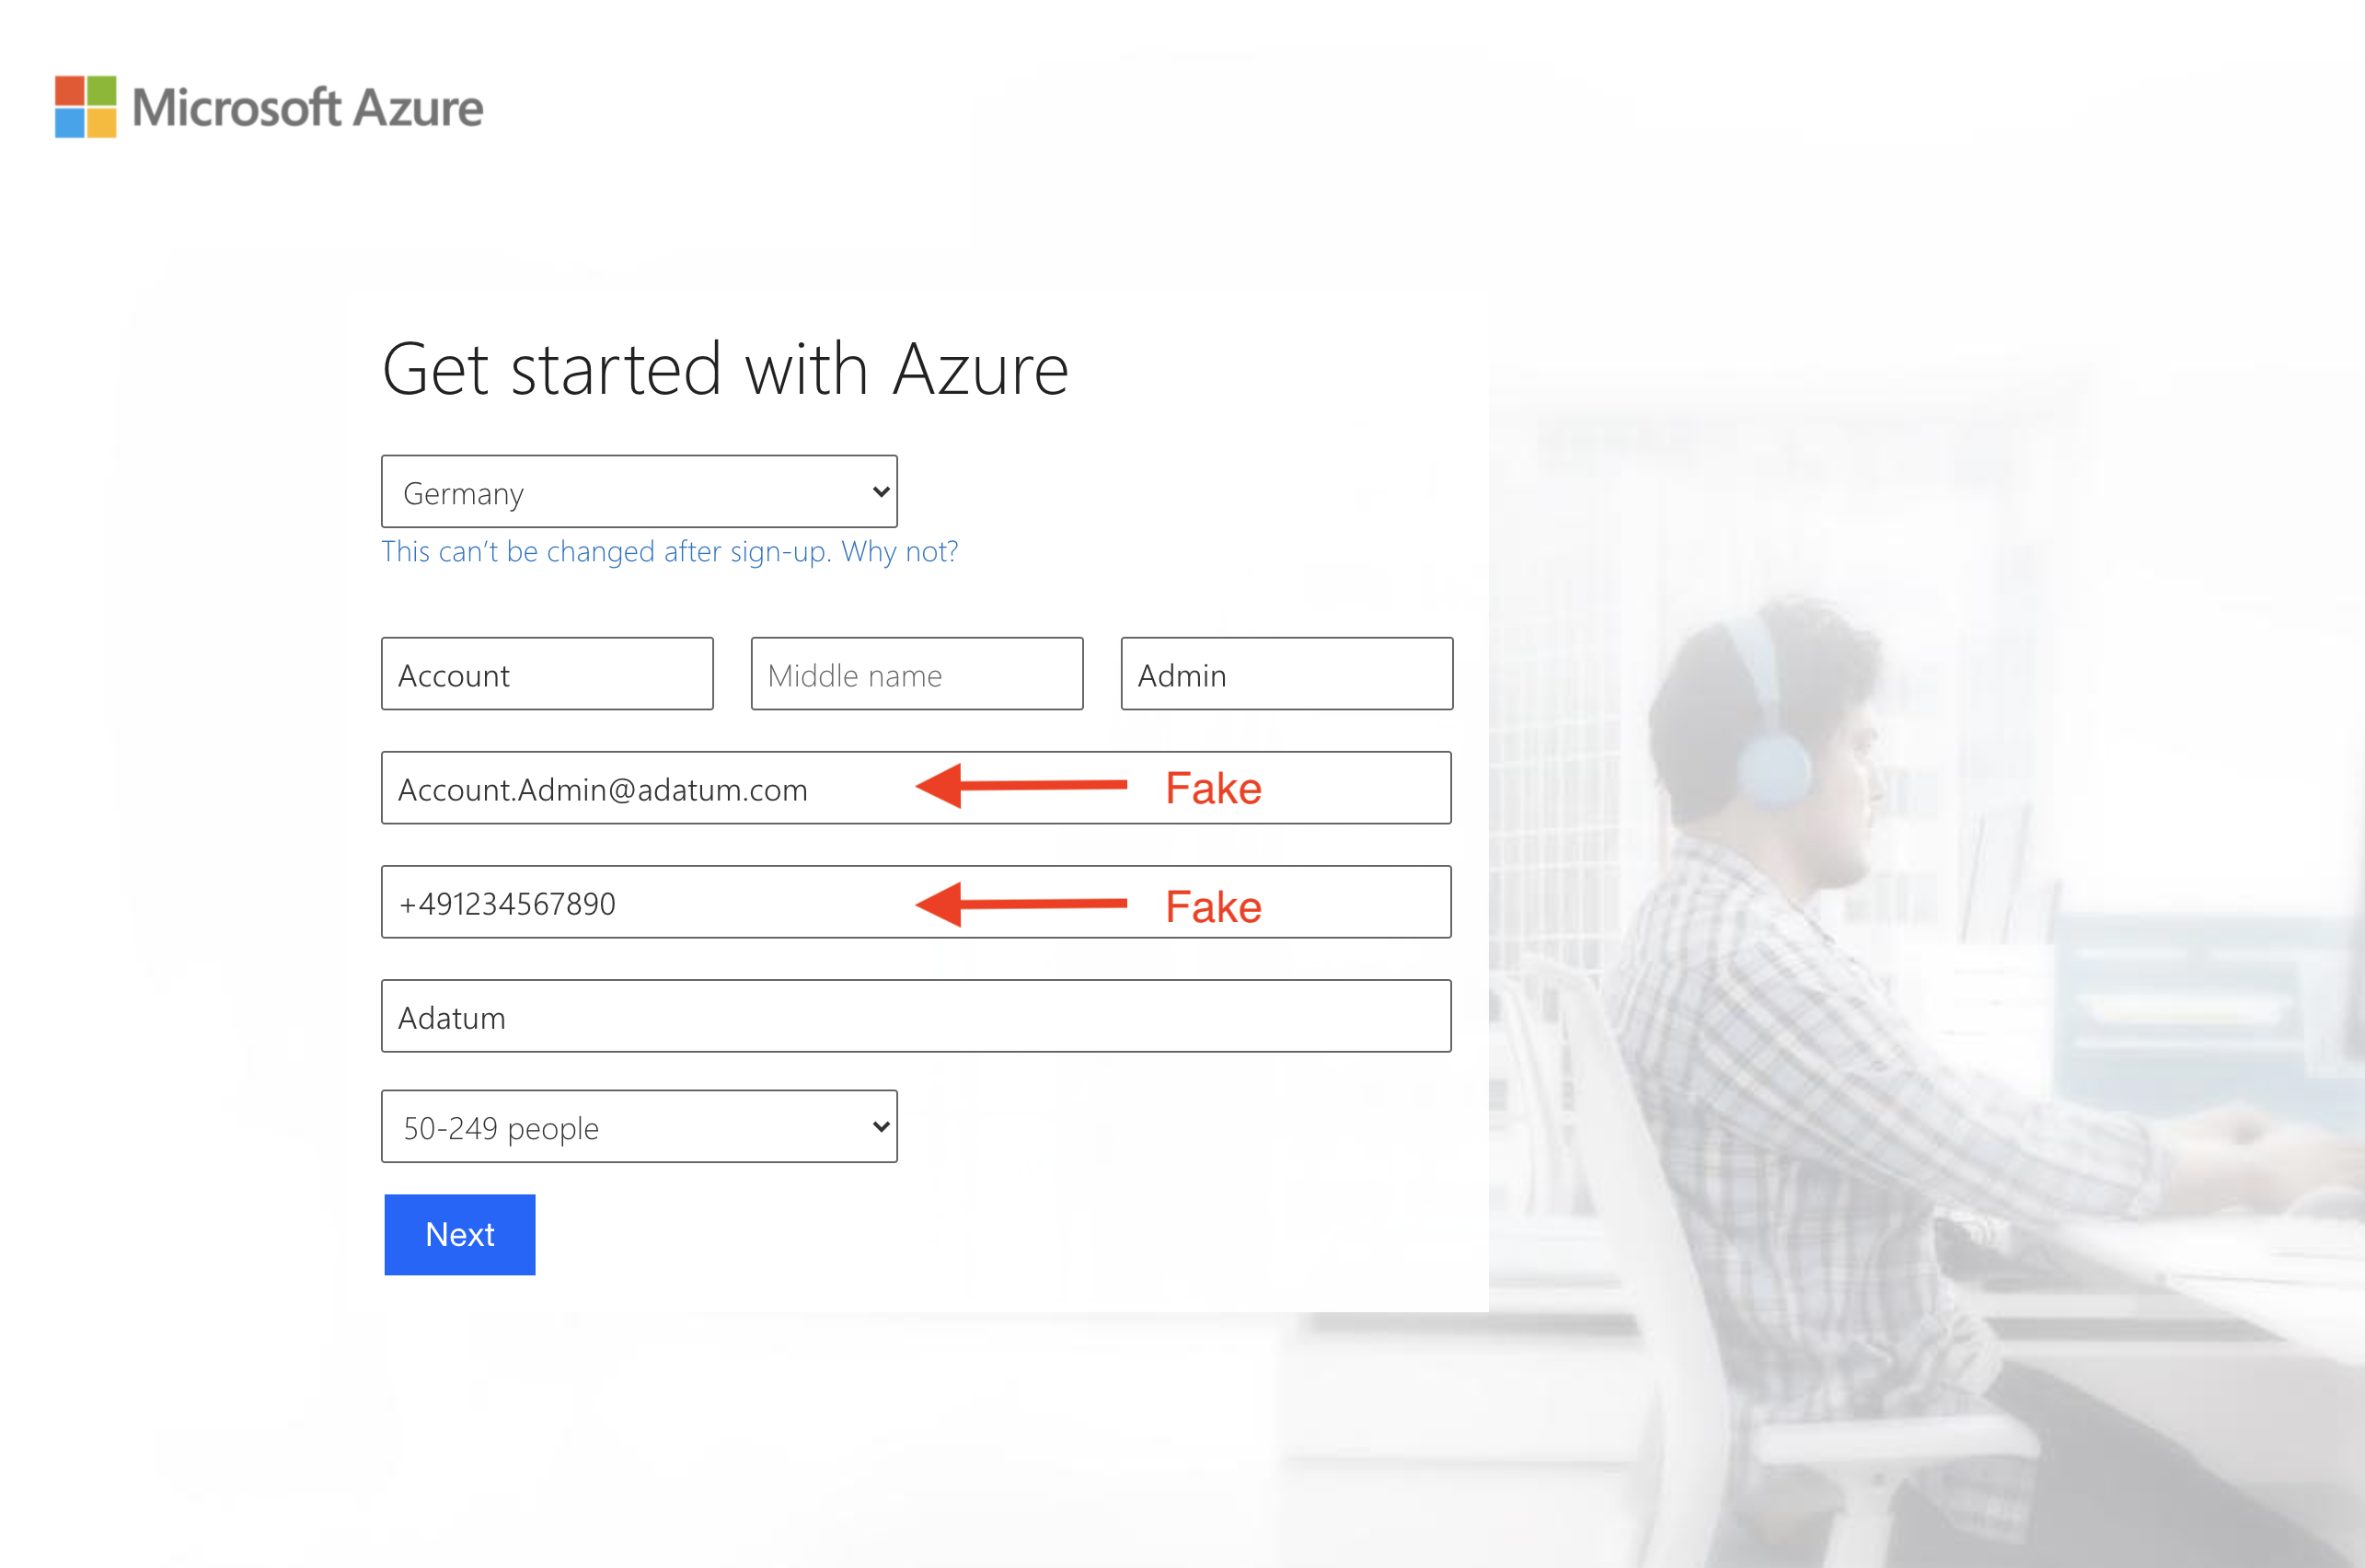 Microsoft Azure
Get started with Azure
Germany
This can’t be changed after sign-up. Why not?
Account Middle name Admin
Account.Admin@adatum.com Fake
+491234567890 Fake
Adatum
50-249 people
Next